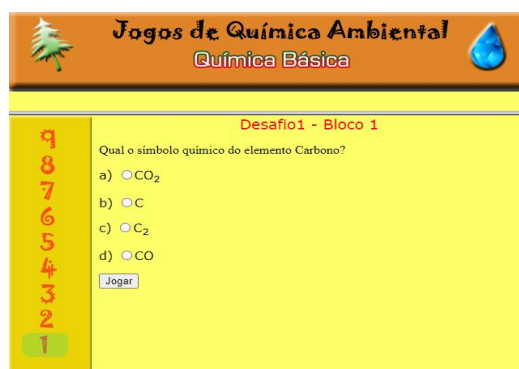 Jogos de Química Ambiental
Química Básica
Desafio1 - Bloco 1
Qual o símbolo químico do elemento Carbono?
a) CO₂
b) C
c) C₂
d) CO
Jogar
9
8
7
6
5
4
3
2
1